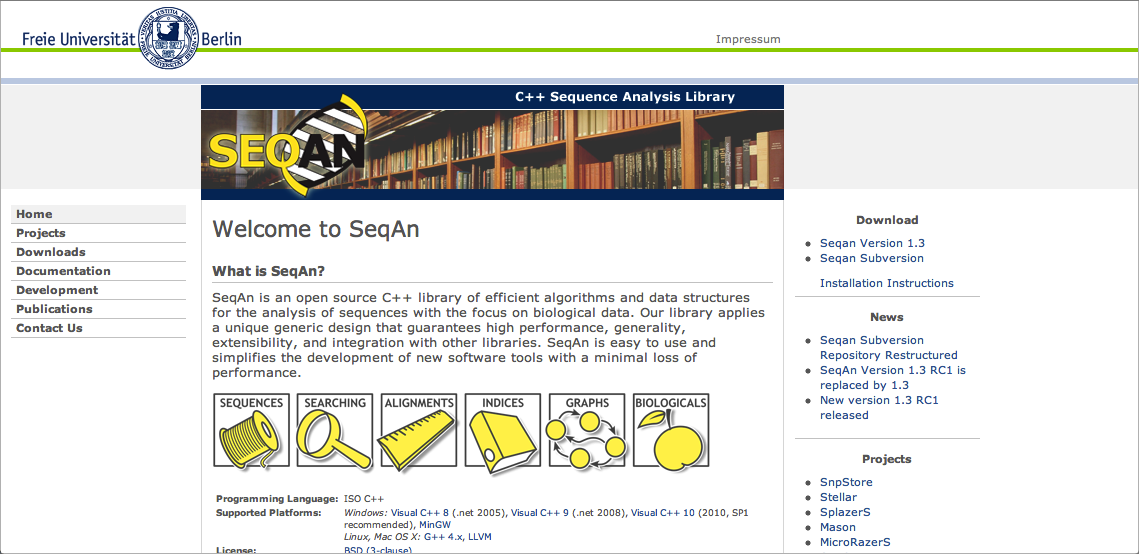 Freie Universität Berlin
Impressum
C++ Sequence Analysis Library
SEQAN
Home
Projects
Downloads
Documentation
Development
Publications
Contact Us
Welcome to SeqAn
What is SeqAn?
SeqAn is an open source C++ library of efficient algorithms and data structures
for the analysis of sequences with the focus on biological data. Our library applies
a unique generic design that guarantees high performance, generality,
extensibility, and integration with other libraries. SeqAn is easy to use and
simplifies the development of new software tools with a minimal loss of
performance.
SEQUENCES SEARCHING ALIGNMENTS INDICES GRAPHS BIOLOGICALS
Programming Language: ISO C++
Supported Platforms: Windows: Visual C++ 8 (.net 2005), Visual C++ 9 (.net 2008), Visual C++ 10 (2010, SP1
recommended), MinGW
Linux, Mac OS X: G++ 4.x, LLVM
License: BSD (3-clause)
Download
Seqan Version 1.3
Seqan Subversion
Installation Instructions
News
Seqan Subversion
Repository Restructured
SeqAn Version 1.3 RC1 is
replaced by 1.3
New version 1.3 RC1
released
Projects
SnpStore
Stellar
SplazerS
Mason
MicroRazerS